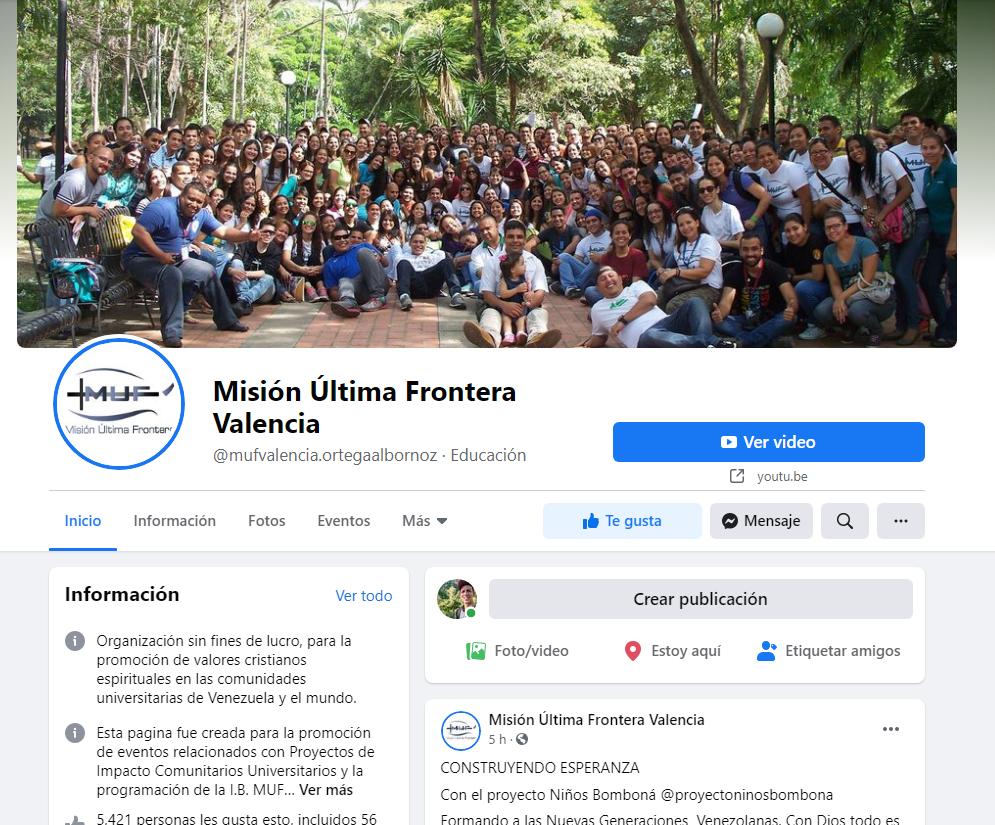 MUF
Misión Última Frontera
Misión Última Frontera
Valencia
@mufvalencia.ortegaalbornoz · Educación
Ver video
youtu.be
Inicio
Información
Fotos
Eventos
Más
Te gusta
Mensaje
Información
Ver todo
Organización sin fines de lucro, para la
promoción de valores cristianos
espirituales en las comunidades
universitarias de Venezuela y el mundo.
Esta pagina fue creada para la promoción
de eventos relacionados con Proyectos de
Impacto Comunitarios Universitarios y la
programación de la I.B. MUF... Ver más
5.421 personas les gusta esto, incluidos 56
Crear publicación
Foto/video
Estoy aquí
Etiquetar amigos
Misión Última Frontera Valencia
5 h ·
CONSTRUYENDO ESPERANZA
Con el proyecto Niños Bomboná @proyectoninosbombona
Formando a las Nuevas Generaciones Venezolanas. Con Dios todo es